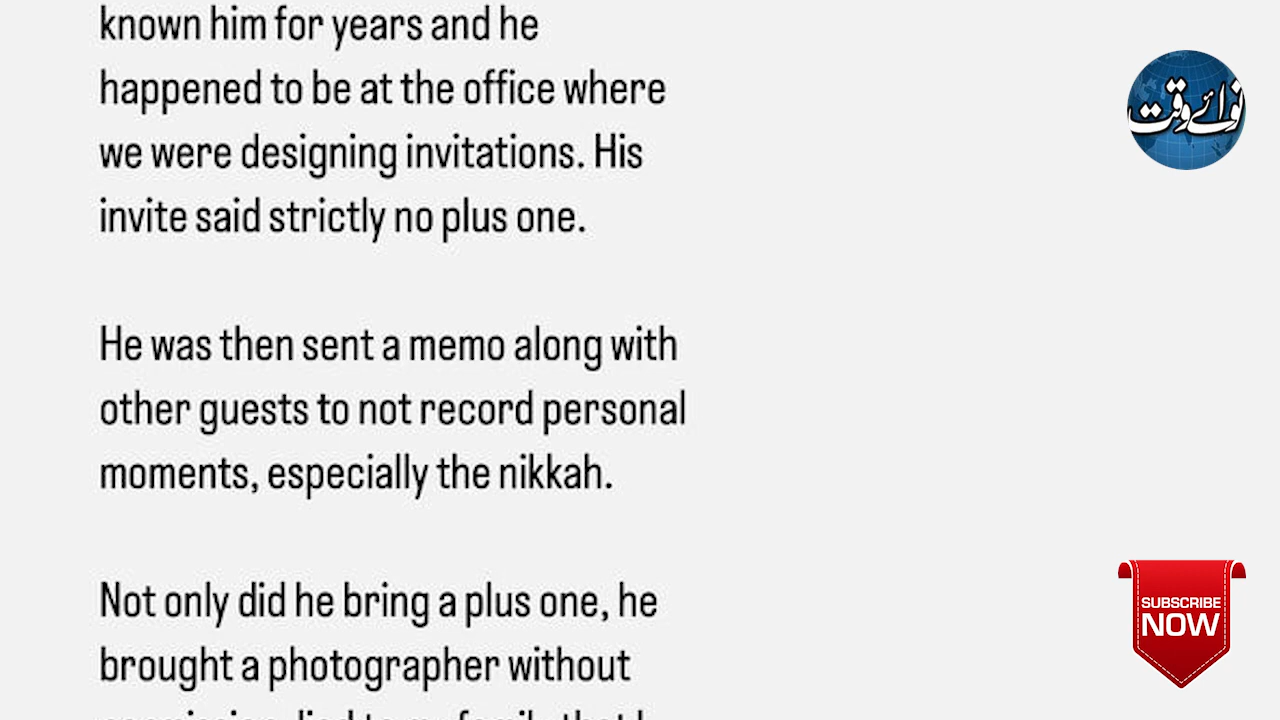 known him for years and he
happened to be at the office where
we were designing invitations. His
invite said strictly no plus one.
He was then sent a memo along with
other guests to not record personal
moments, especially the nikkah.
Not only did he bring a plus one, he
brought a photographer without
نوائے وقت
SUBSCRIBE
NOW